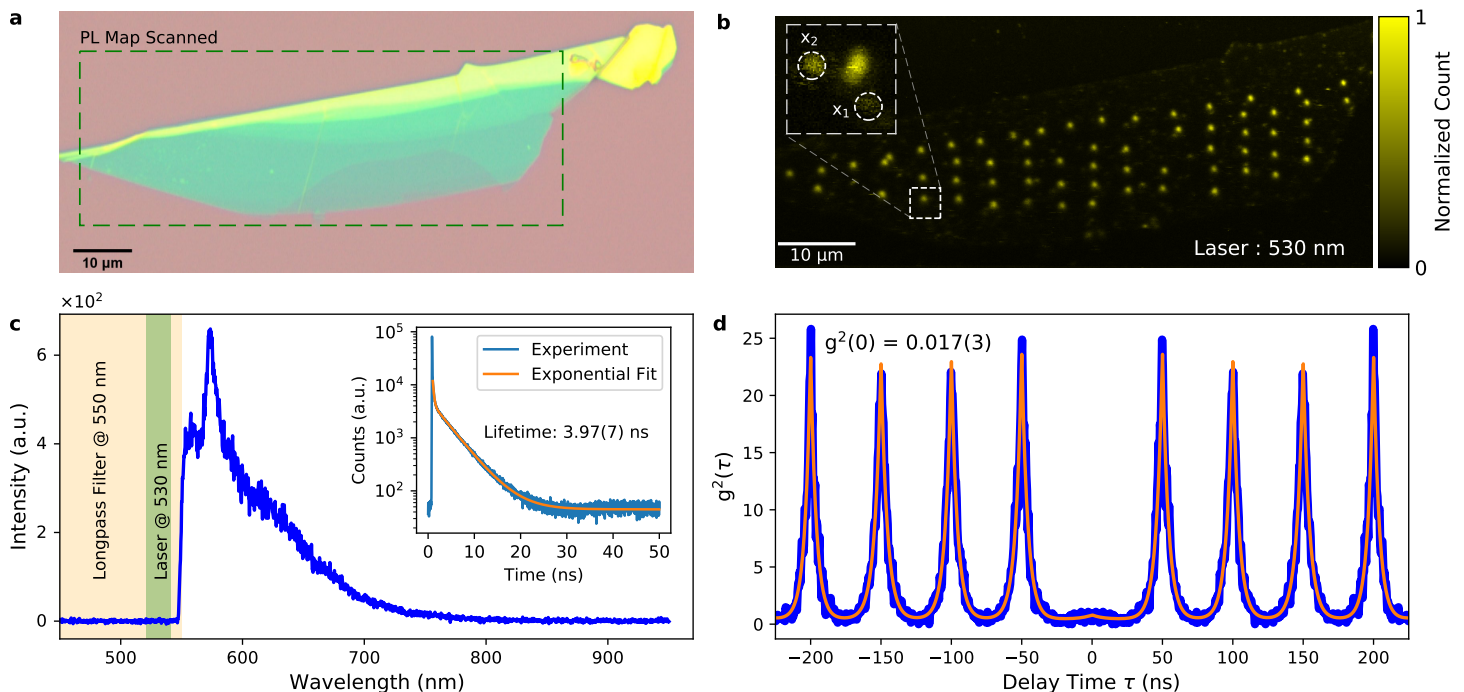 a
PL Map Scanned
10 µm
b
x₂
x₁
10 µm
Laser : 530 nm
1
0
Normalized Count
c
×10²
6
4
2
0
Intensity (a.u.)
Longpass Filter @ 550 nm
Laser @ 530 nm
500 600 700 800 900
Wavelength (nm)
10⁵
10⁴
10³
10²
Counts (a.u.)
Experiment
Exponential Fit
Lifetime: 3.97(7) ns
0 10 20 30 40 50
Time (ns)
d
g²(0) = 0.017(3)
25
20
15
10
5
0
g²(τ)
−200 −150 −100 −50 0 50 100 150 200
Delay Time τ (ns)